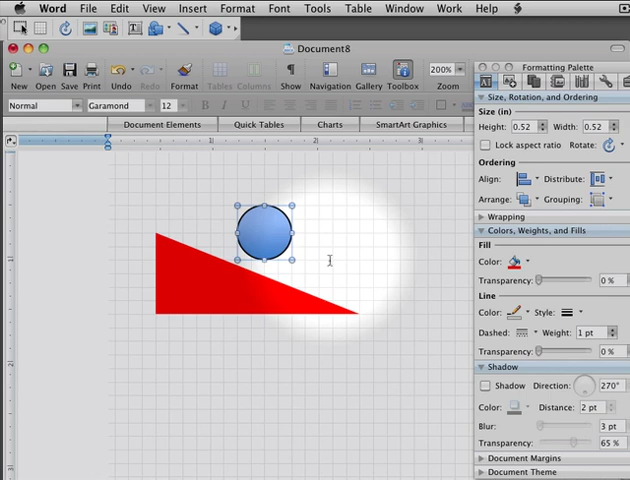 Word File Edit View Insert Format Font Tools Table Window Work Help
Document8
New Open Save Print Undo Redo Format Tables Columns Show Navigation Gallery Toolbox Zoom
200%
Normal Garamond 12 B I U
Document Elements Quick Tables Charts SmartArt Graphics
Formatting Palette
Size, Rotation, and Ordering
Size (in)
Height: 0.52 Width: 0.52
Lock aspect ratio Rotate:
Ordering
Align: Distribute:
Arrange: Grouping:
Wrapping
Colors, Weights, and Fills
Fill
Color:
Transparency: 0 %
Line
Color: Style:
Dashed: Weight: 1 pt
Transparency: 0 %
Shadow
Shadow Direction: 270°
Color: Distance: 2 pt
Blur: 3 pt
Transparency: 65 %
Document Margins
Document Theme